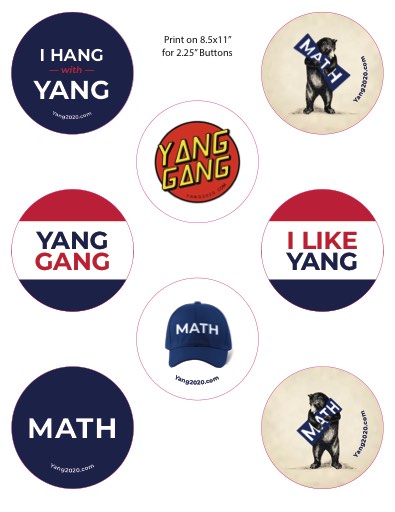 I HANG
with
YANG
Yang2020.com
Print on 8.5x11"
for 2.25" Buttons
MATH
Yang2020.com
YANG
GANG
YANG2020.COM
YANG
GANG
I LIKE
YANG
MATH
Yang2020.com
MATH
Yang2020.com
MATH
Yang2020.com